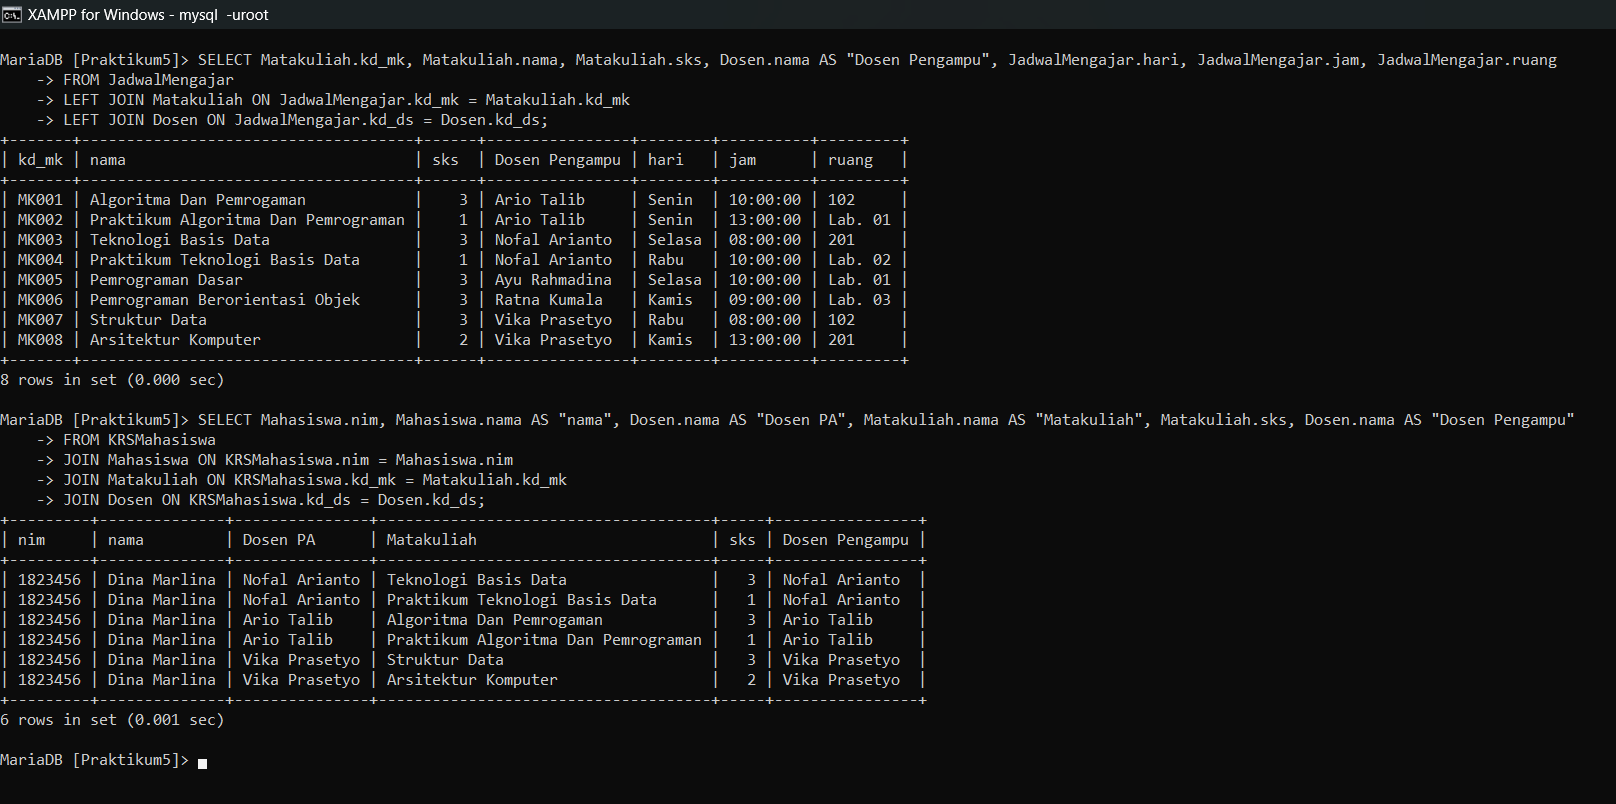 XAMPP for Windows - mysql  -uroot
MariaDB [Praktikum5]> SELECT Matakuliah.kd_mk, Matakuliah.nama, Matakuliah.sks, Dosen.nama AS "Dosen Pengampu", JadwalMengajar.hari, JadwalMengajar.jam, JadwalMengajar.ruang
    -> FROM JadwalMengajar
    -> LEFT JOIN Matakuliah ON JadwalMengajar.kd_mk = Matakuliah.kd_mk
    -> LEFT JOIN Dosen ON JadwalMengajar.kd_ds = Dosen.kd_ds;
+-------+-------------------------------------+------+----------------+--------+----------+---------+
| kd_mk | nama                                | sks  | Dosen Pengampu | hari   | jam      | ruang   |
+-------+-------------------------------------+------+----------------+--------+----------+---------+
| MK001 | Algoritma Dan Pemrogaman            |    3 | Ario Talib     | Senin  | 10:00:00 | 102     |
| MK002 | Praktikum Algoritma Dan Pemrograman |    1 | Ario Talib     | Senin  | 13:00:00 | Lab. 01 |
| MK003 | Teknologi Basis Data                |    3 | Nofal Arianto  | Selasa | 08:00:00 | 201     |
| MK004 | Praktikum Teknologi Basis Data      |    1 | Nofal Arianto  | Rabu   | 10:00:00 | Lab. 02 |
| MK005 | Pemrograman Dasar                   |    3 | Ayu Rahmadina  | Selasa | 10:00:00 | Lab. 01 |
| MK006 | Pemrograman Berorientasi Objek      |    3 | Ratna Kumala   | Kamis  | 09:00:00 | Lab. 03 |
| MK007 | Struktur Data                       |    3 | Vika Prasetyo  | Rabu   | 08:00:00 | 102     |
| MK008 | Arsitektur Komputer                 |    2 | Vika Prasetyo  | Kamis  | 13:00:00 | 201     |
+-------+-------------------------------------+------+----------------+--------+----------+---------+
8 rows in set (0.000 sec)
MariaDB [Praktikum5]> SELECT Mahasiswa.nim, Mahasiswa.nama AS "nama", Dosen.nama AS "Dosen PA", Matakuliah.nama AS "Matakuliah", Matakuliah.sks, Dosen.nama AS "Dosen Pengampu"
    -> FROM KRSMahasiswa
    -> JOIN Mahasiswa ON KRSMahasiswa.nim = Mahasiswa.nim
    -> JOIN Matakuliah ON KRSMahasiswa.kd_mk = Matakuliah.kd_mk
    -> JOIN Dosen ON KRSMahasiswa.kd_ds = Dosen.kd_ds;
+---------+--------------+---------------+-------------------------------------+-----+----------------+
| nim     | nama         | Dosen PA      | Matakuliah                          | sks | Dosen Pengampu |
+---------+--------------+---------------+-------------------------------------+-----+----------------+
| 1823456 | Dina Marlina | Nofal Arianto | Teknologi Basis Data                |   3 | Nofal Arianto  |
| 1823456 | Dina Marlina | Nofal Arianto | Praktikum Teknologi Basis Data      |   1 | Nofal Arianto  |
| 1823456 | Dina Marlina | Ario Talib    | Algoritma Dan Pemrogaman            |   3 | Ario Talib     |
| 1823456 | Dina Marlina | Ario Talib    | Praktikum Algoritma Dan Pemrograman |   1 | Ario Talib     |
| 1823456 | Dina Marlina | Vika Prasetyo | Struktur Data                       |   3 | Vika Prasetyo  |
| 1823456 | Dina Marlina | Vika Prasetyo | Arsitektur Komputer                 |   2 | Vika Prasetyo  |
+---------+--------------+---------------+-------------------------------------+-----+----------------+
6 rows in set (0.001 sec)
MariaDB [Praktikum5]>